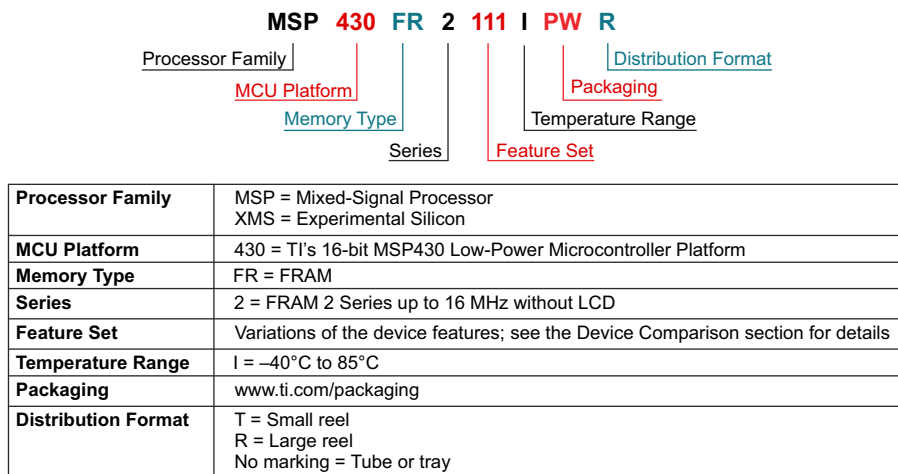 MSP 430 FR 2 111 I PW R
Processor Family
Distribution Format
MCU Platform
Packaging
Memory Type
Temperature Range
Series
Feature Set
Processor Family
MSP = Mixed-Signal Processor
XMS = Experimental Silicon
MCU Platform
430 = TI's 16-bit MSP430 Low-Power Microcontroller Platform
Memory Type
FR = FRAM
Series
2 = FRAM 2 Series up to 16 MHz without LCD
Feature Set
Variations of the device features; see the Device Comparison section for details
Temperature Range
I = –40°C to 85°C
Packaging
www.ti.com/packaging
Distribution Format
T = Small reel
R = Large reel
No marking = Tube or tray